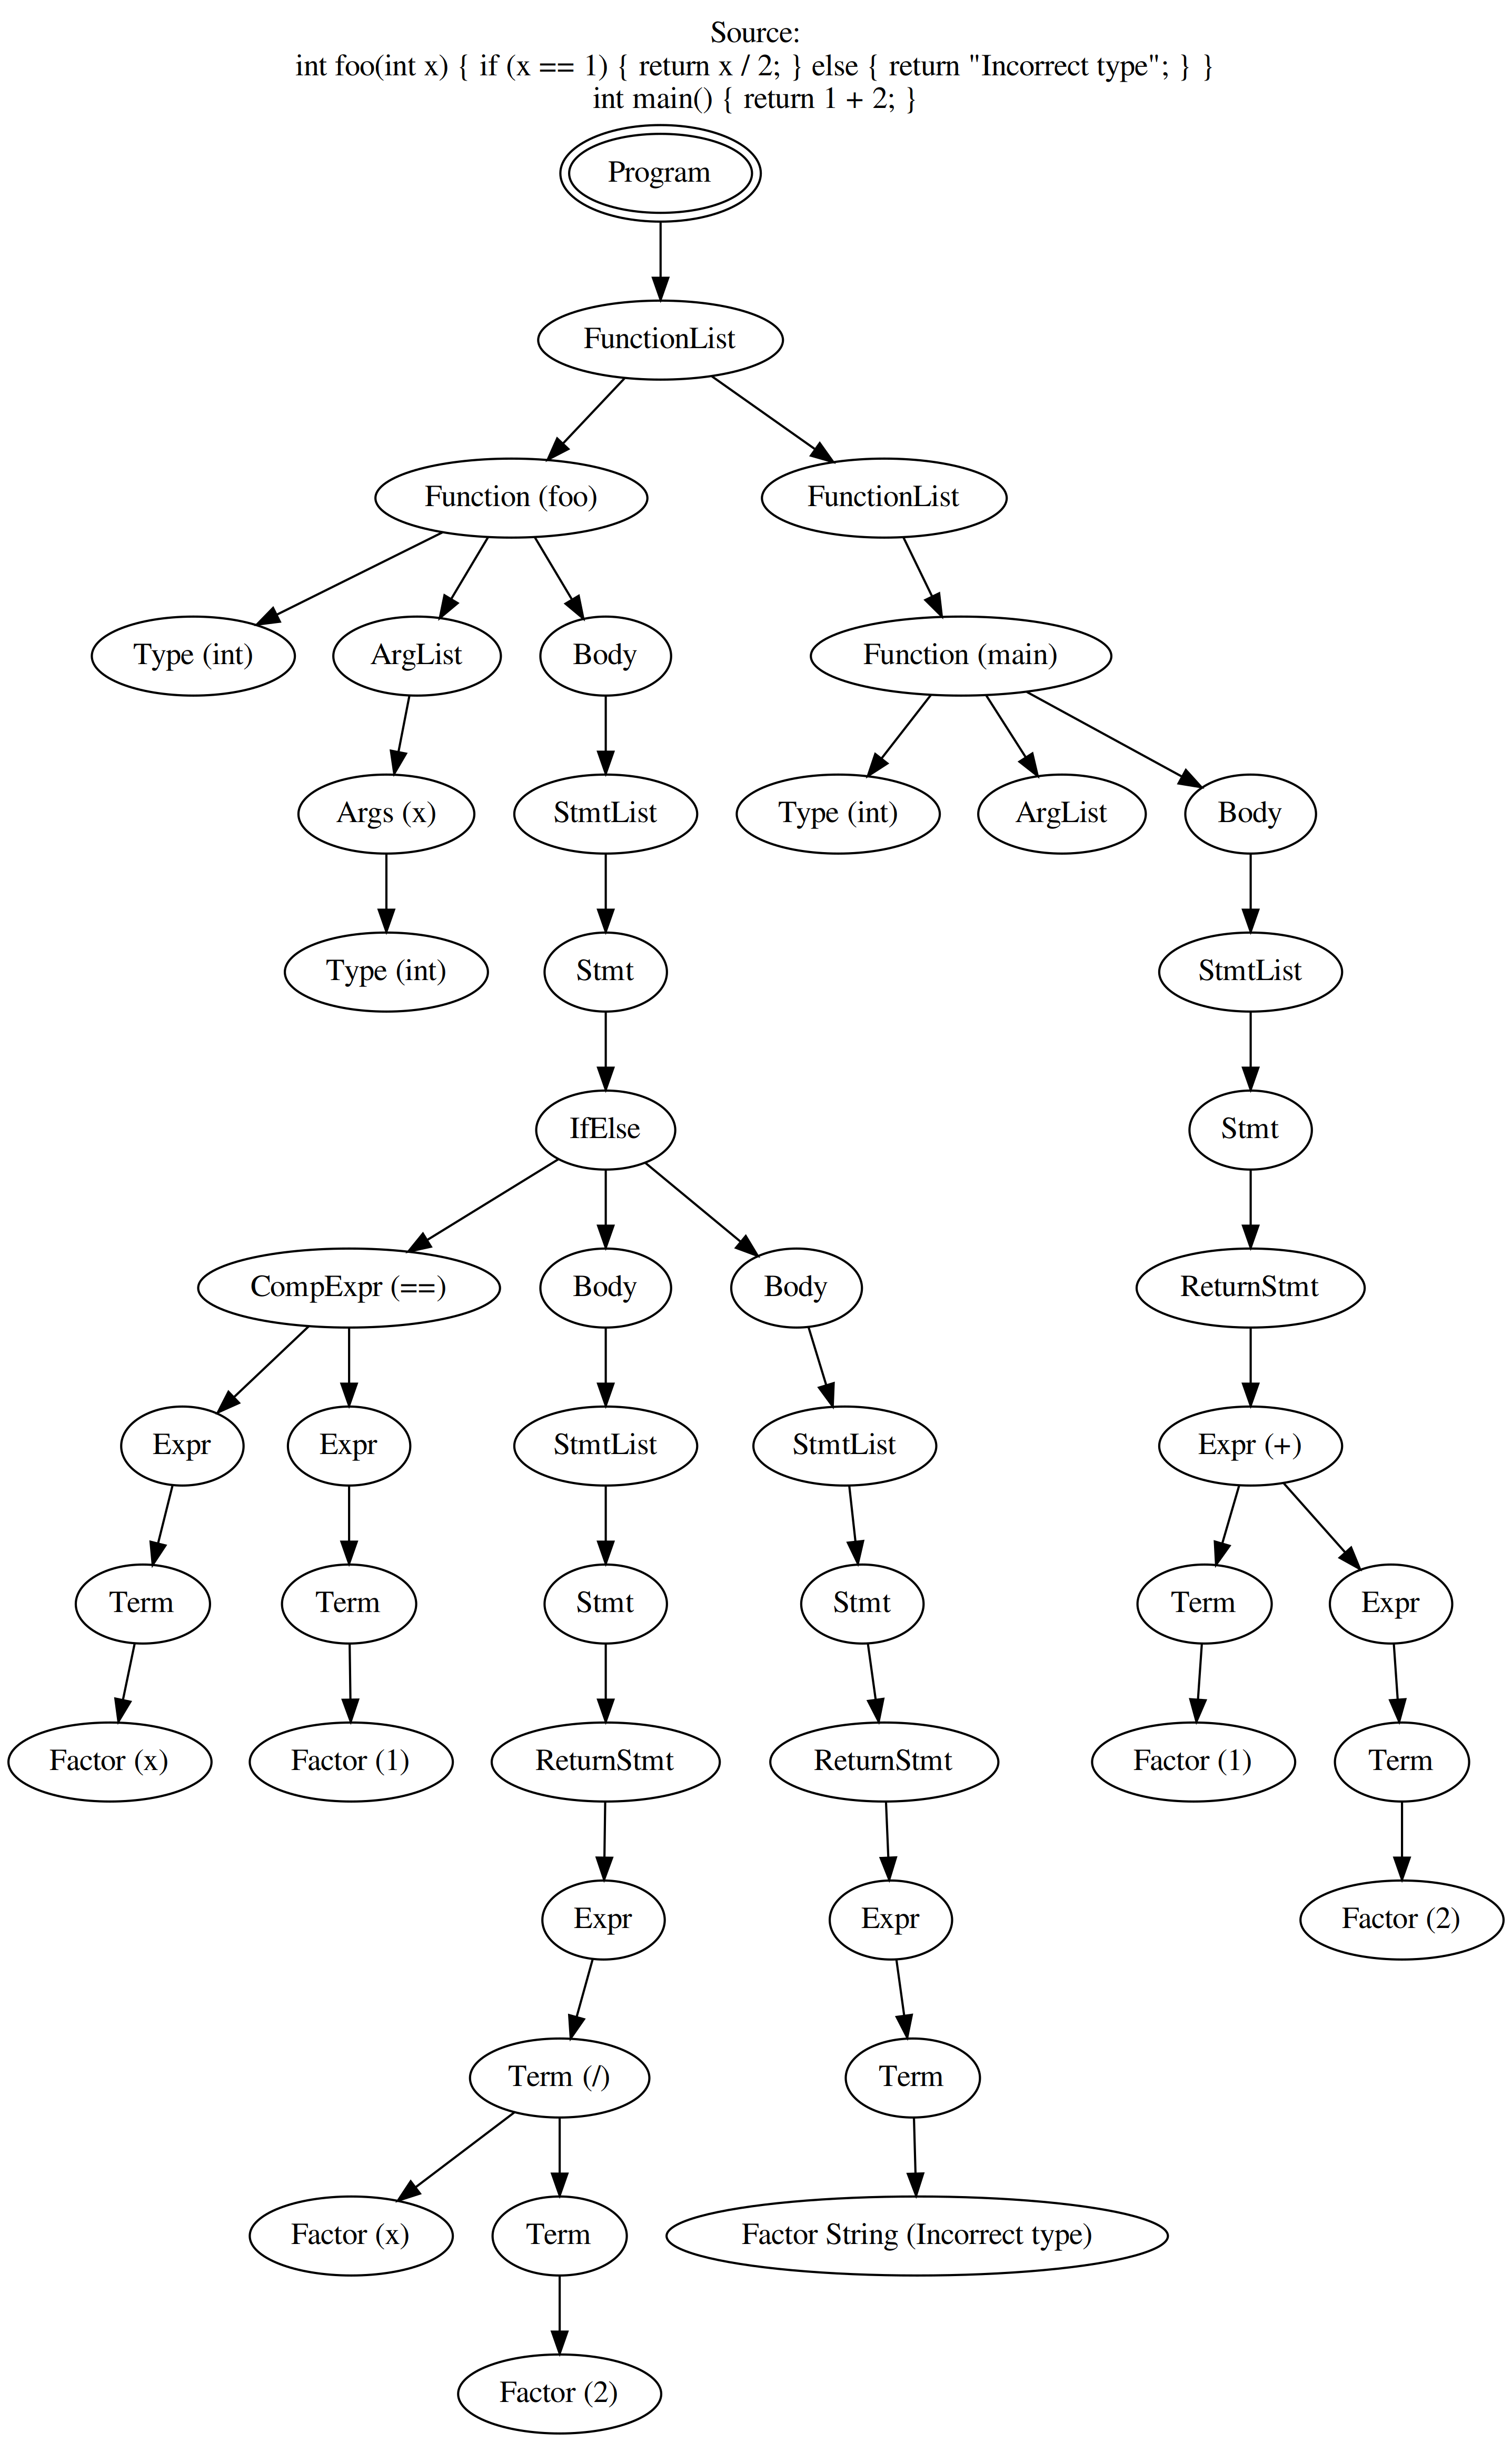 Source:
int foo(int x) { if (x == 1) { return x / 2; } else { return "Incorrect type"; } }
int main() { return 1 + 2; }
Program
FunctionList
Function (foo)
FunctionList
Type (int)
ArgList
Body
Function (main)
Args (x)
StmtList
Type (int)
ArgList
Body
Type (int)
Stmt
StmtList
IfElse
Stmt
CompExpr (==)
Body
Body
ReturnStmt
Expr
Expr
StmtList
StmtList
Expr (+)
Term
Term
Stmt
Stmt
Term
Expr
Factor (x)
Factor (1)
ReturnStmt
ReturnStmt
Factor (1)
Term
Expr
Expr
Factor (2)
Term (/)
Term
Factor (x)
Term
Factor String (Incorrect type)
Factor (2)